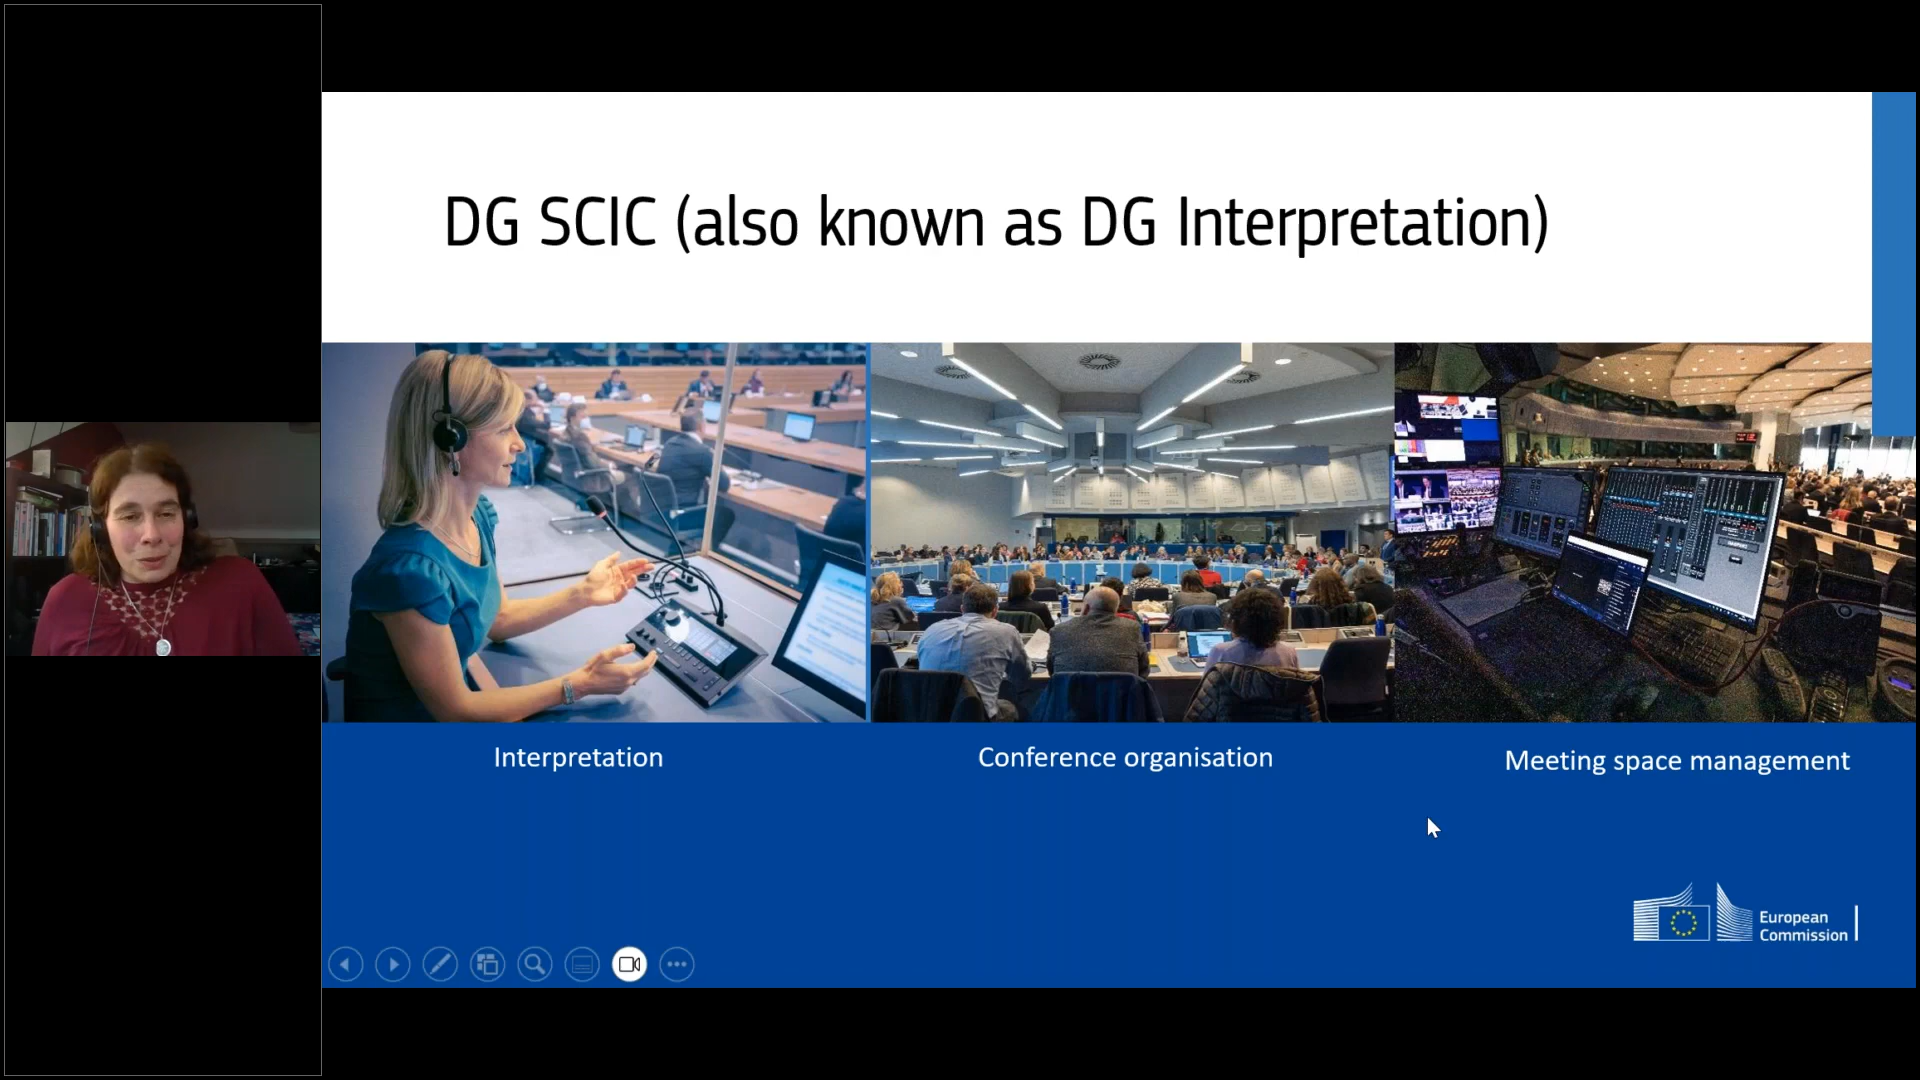 DG SCIC (also known as DG Interpretation)
Interpretation
Conference organisation
Meeting space management
European
Commission